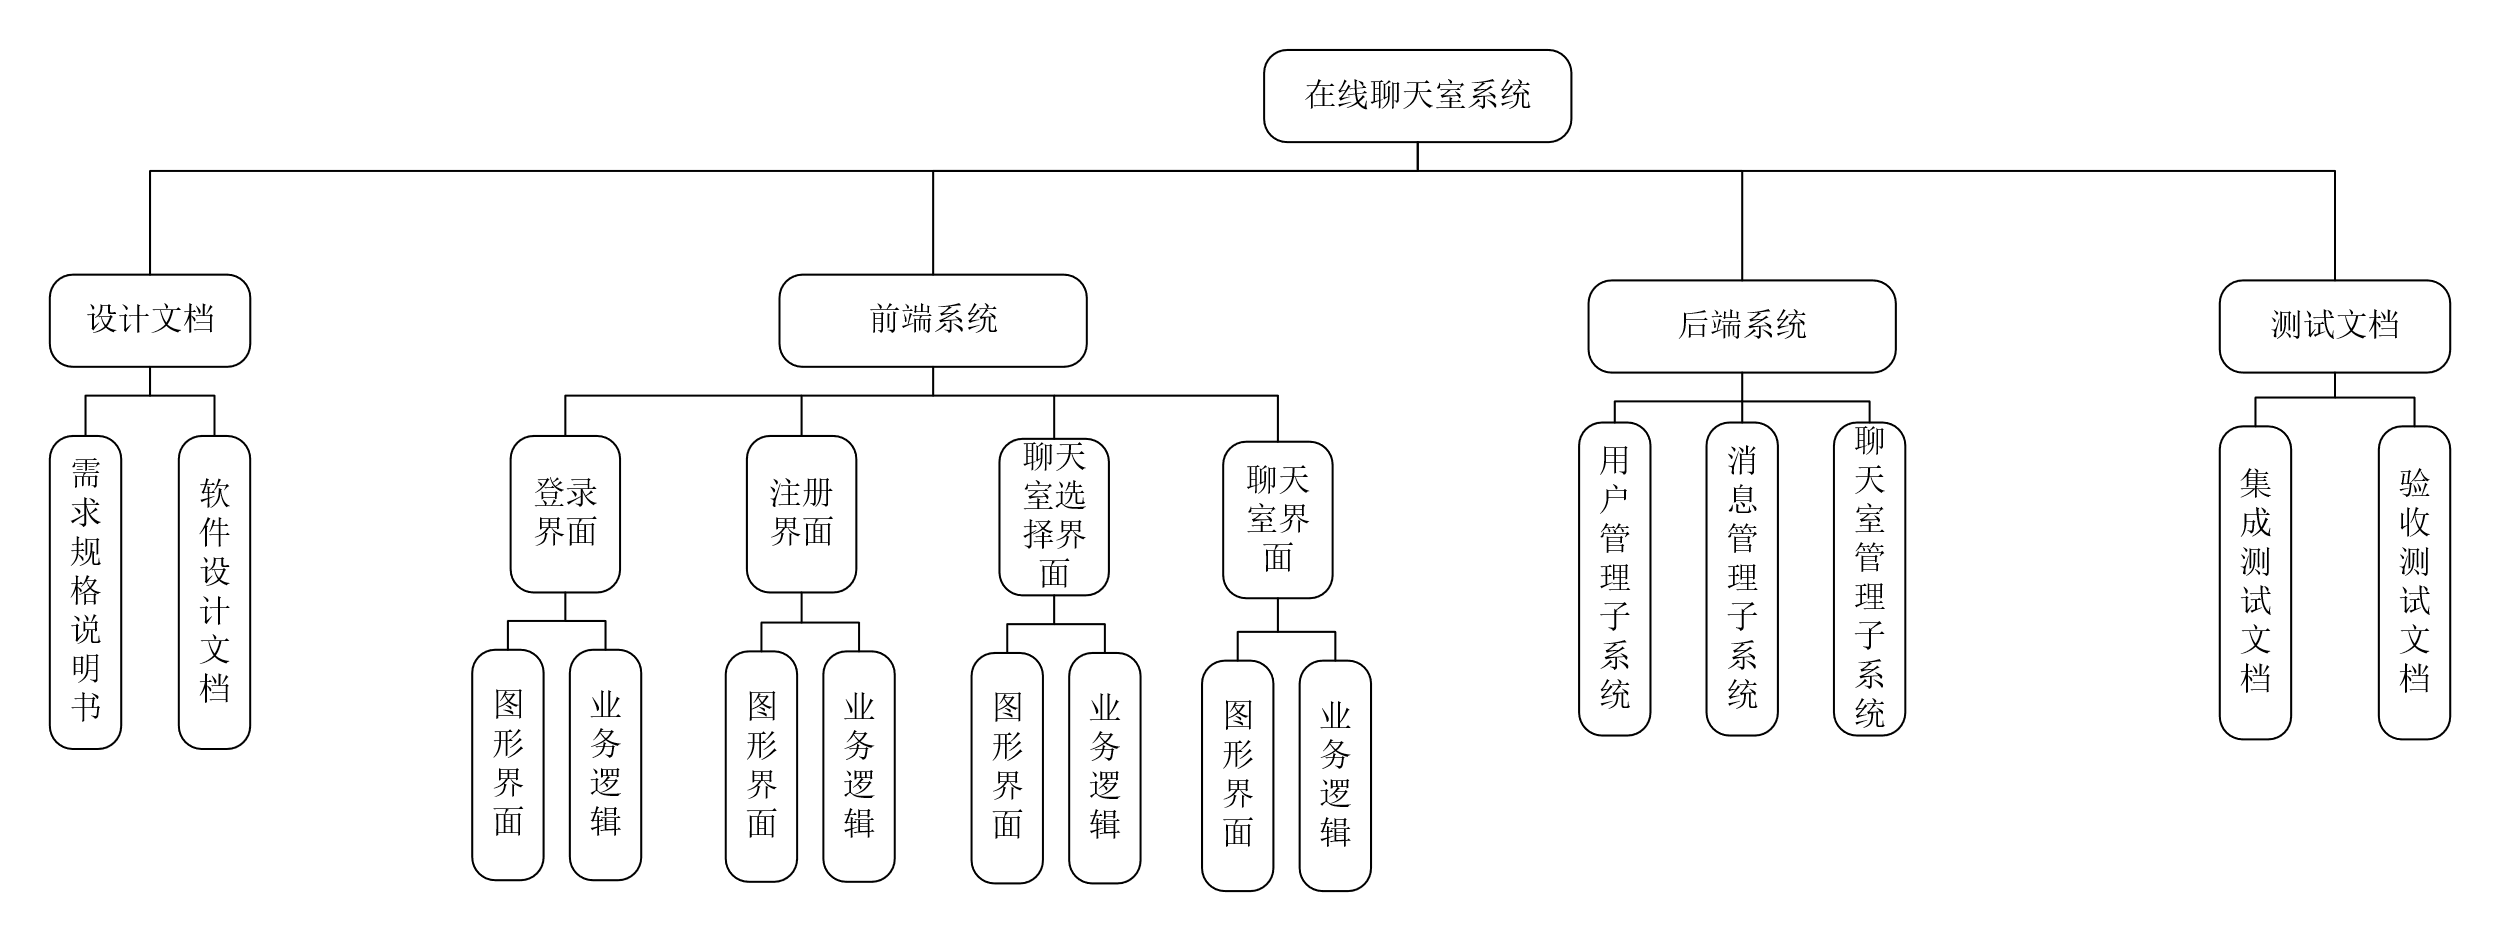 在线聊天室系统
设计文档
前端系统
后端系统
测试文档
需求规格说明书
软件设计文档
登录
界面
注册
界面
聊天
室选
择界
面
聊天
室界
面
用户管理子系统
消息管理子系统
聊天室管理子系统
集成测试文档
验收测试文档
图形界面
业务逻辑
图形界面
业务逻辑
图形界面
业务逻辑
图形界面
业务逻辑